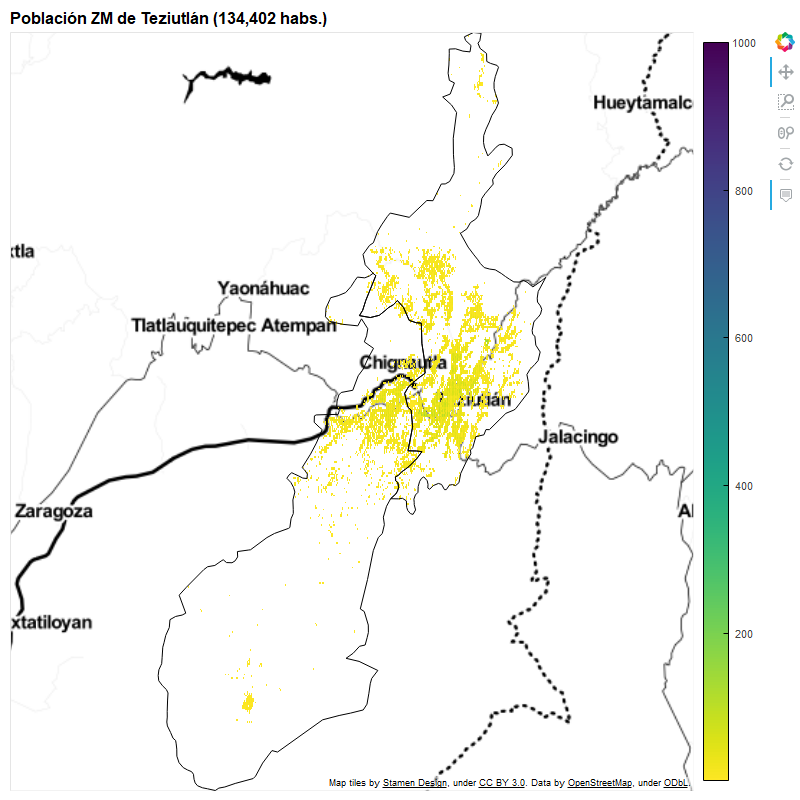 Población ZM de Teziutlán (134,402 habs.)
1000
Hueytamalc
800
xtla
Yaonáhuac
Tlatlauquitepec Atempan
600
Chignautla
Teziutlán
Jalacingo
400
Zaragoza
Al
xtatiloyan
200
Map tiles by Stamen Design, under CC BY 3.0. Data by OpenStreetMap, under ODbL